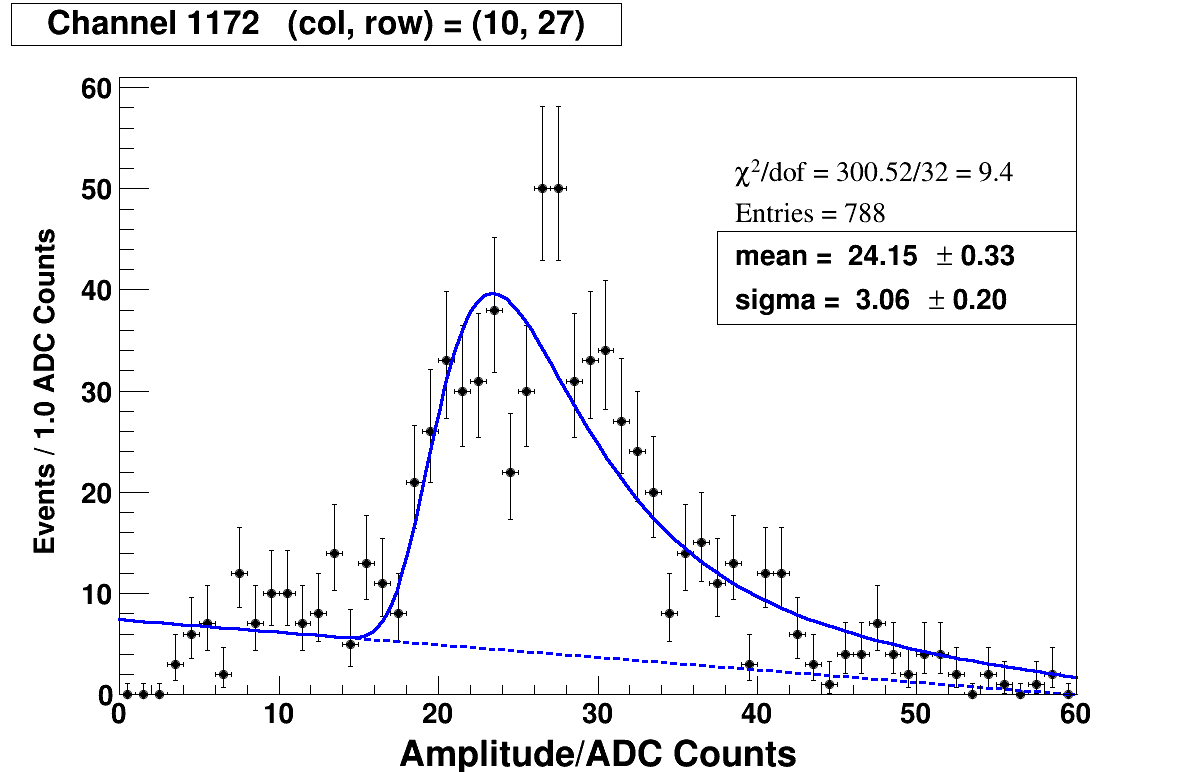 Channel 1172 (col, row) = (10, 27)
60
50
40
30
20
10
0
Events / 1.0 ADC Counts
χ²/dof = 300.52/32 = 9.4
Entries = 788
mean = 24.15 ± 0.33
sigma = 3.06 ± 0.20
0 10 20 30 40 50 60
Amplitude/ADC Counts